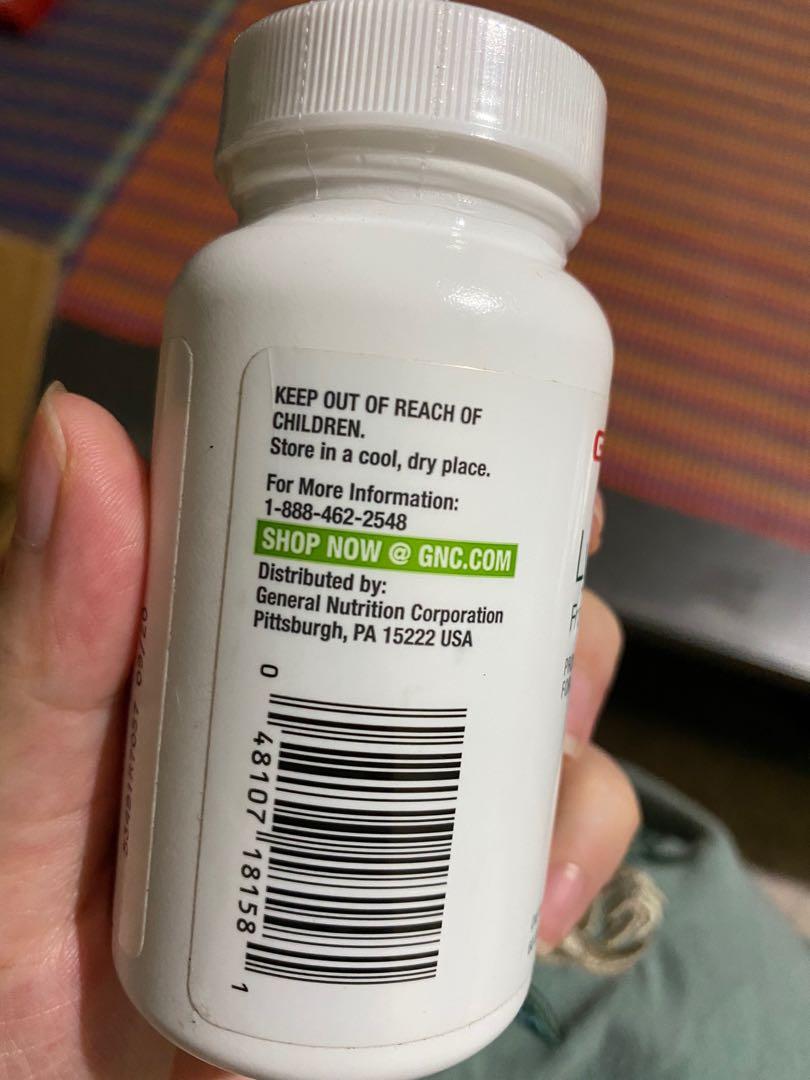 KEEP OUT OF REACH OF
CHILDREN.
Store in a cool, dry place.
For More Information:
1-888-462-2548
SHOP NOW @ GNC.COM
Distributed by:
General Nutrition Corporation
Pittsburgh, PA 15222 USA
0 48107 18158 1